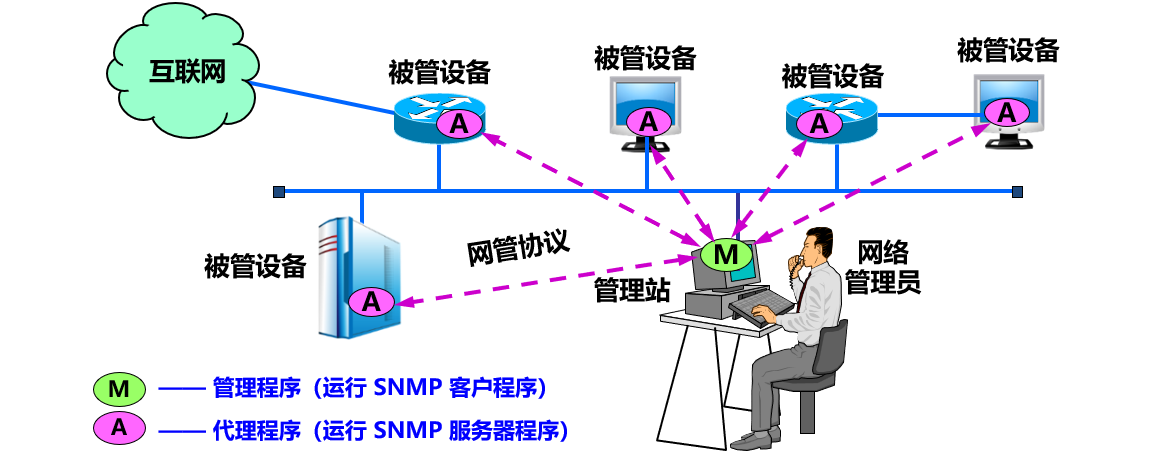 互联网
被管设备
被管设备
被管设备
被管设备
A
A
A
A
被管设备
A
网管协议
M
管理站
网络
管理员
M —— 管理程序（运行 SNMP 客户程序）
A —— 代理程序（运行 SNMP 服务器程序）